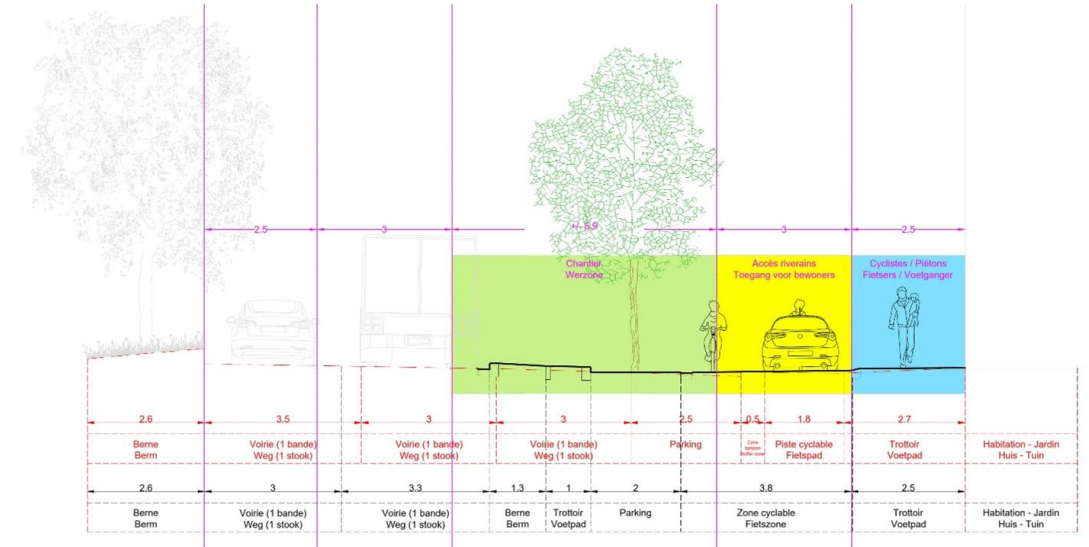 2.5 3 +/- 5.9 3 2.5
Chantier
Werzone
Accès riverains
Toegang voor bewoners
Cyclistes / Piétons
Fietsers / Voetganger
2.6 3.5 3 3 2.5 0.5 1.8 2.7
Berne
Berm
Voirie (1 bande)
Weg (1 stook)
Voirie (1 bande)
Weg (1 stook)
Voirie (1 bande)
Weg (1 stook)
Parking
Zone
tampon
Buffer zone
Piste cyclable
Fietspad
Trottoir
Voetpad
Habitation - Jardin
Huis - Tuin
2.6 3 3.3 1.3 1 2 3.8 2.5
Berne
Berm
Voirie (1 bande)
Weg (1 stook)
Voirie (1 bande)
Weg (1 stook)
Berne
Berm
Trottoir
Voetpad
Parking
Zone cyclable
Fietszone
Trottoir
Voetpad
Habitation - Jardin
Huis - Tuin